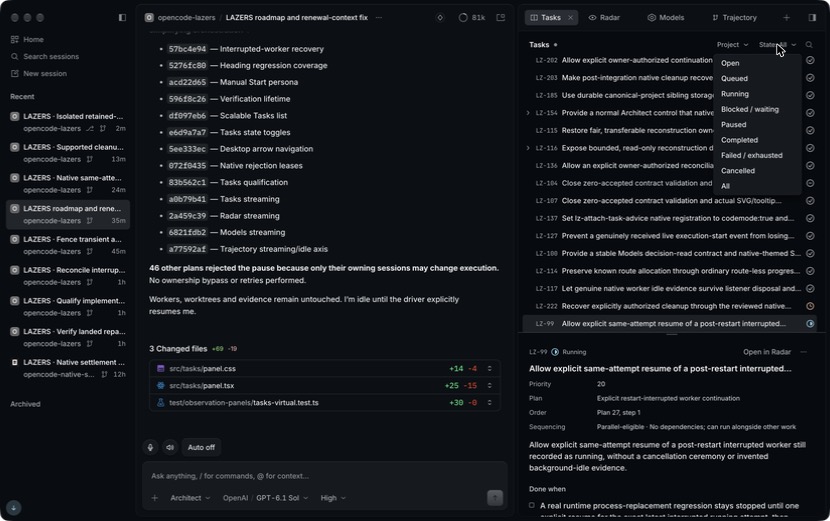 Home
Search sessions
New session
Recent
LAZERS · Isolated retained-...
opencode-lazers 2m
LAZERS · Supported cleanu...
opencode-lazers 13m
LAZERS · Native same-atte...
opencode-lazers 24m
LAZERS roadmap and rene...
opencode-lazers 35m
LAZERS · Fence transient a...
opencode-lazers 45m
LAZERS · Reconcile interrup...
opencode-lazers 1h
LAZERS · Qualify implement...
opencode-lazers 1h
LAZERS · Verify landed repa...
opencode-lazers 1h
LAZERS · Native settlement ...
opencode-native-s... 12h
Archived
opencode-lazers / LAZERS roadmap and renewal-context fix ... 81k
57bc4e94 — Interrupted-worker recovery
5276fc80 — Heading regression coverage
acd22d65 — Manual Start persona
596f8c26 — Verification lifetime
df097eb6 — Scalable Tasks list
e6d9a7a7 — Tasks state toggles
5ee333ec — Desktop arrow navigation
072f0435 — Native rejection leases
83b562c1 — Tasks qualification
a0b79b41 — Tasks streaming
2a459c39 — Radar streaming
6821fdb2 — Models streaming
a77592af — Trajectory streaming/idle axis
46 other plans rejected the pause because only their owning sessions may change execution.
No ownership bypass or retries performed.
Workers, worktrees and evidence remain untouched. I'm idle until the driver explicitly
resumes me.
3 Changed files +69 -19
src/tasks/panel.css +14 -4
src/tasks/panel.tsx +25 -15
test/observation-panels/tasks-virtual.test.ts +30 -0
Auto off
Ask anything, / for commands, @ for context...
Architect OpenAI / GPT-6.1 Sol High
Tasks Radar Models Trajectory
Tasks Project State: All
LZ-202 Allow explicit owner-authorized continuation
LZ-203 Make post-integration native cleanup recove
LZ-185 Use durable canonical-project sibling storag
LZ-154 Provide a normal Architect control that native
LZ-115 Restore fair, transferable reconstruction own
LZ-116 Expose bounded, read-only reconstruction d
LZ-136 Allow an explicit owner-authorized reconcilia
LZ-104 Close zero-accepted contract validation and
LZ-107 Close zero-accepted contract validation and actual SVG/tooltip...
LZ-137 Set lz-attach-task-advice native registration to codemode:true and...
LZ-127 Prevent a genuinely received live execution-start event from losing...
LZ-100 Provide a stable Models decision-record contract and native-themed S...
LZ-114 Preserve known route allocation through ordinary route-less progres...
LZ-117 Let genuine native worker idle evidence survive listener disposal and...
LZ-222 Recover explicitly authorized cleanup through the reviewed native...
LZ-99 Allow explicit same-attempt resume of a post-restart interrupted...
Open
Queued
Running
Blocked / waiting
Paused
Completed
Failed / exhausted
Cancelled
All
LZ-99 Running Open in Radar ...
Allow explicit same-attempt resume of a post-restart interrupted...
Priority 20
Plan Explicit restart-interrupted worker continuation
Order Plan 27, step 1
Sequencing Parallel-eligible · No dependencies; can run alongside other work
Allow explicit same-attempt resume of a post-restart interrupted worker still
recorded as running, without a cancellation ceremony or invented
background-idle evidence.
Done when
A real runtime process-replacement regression stays stopped until one